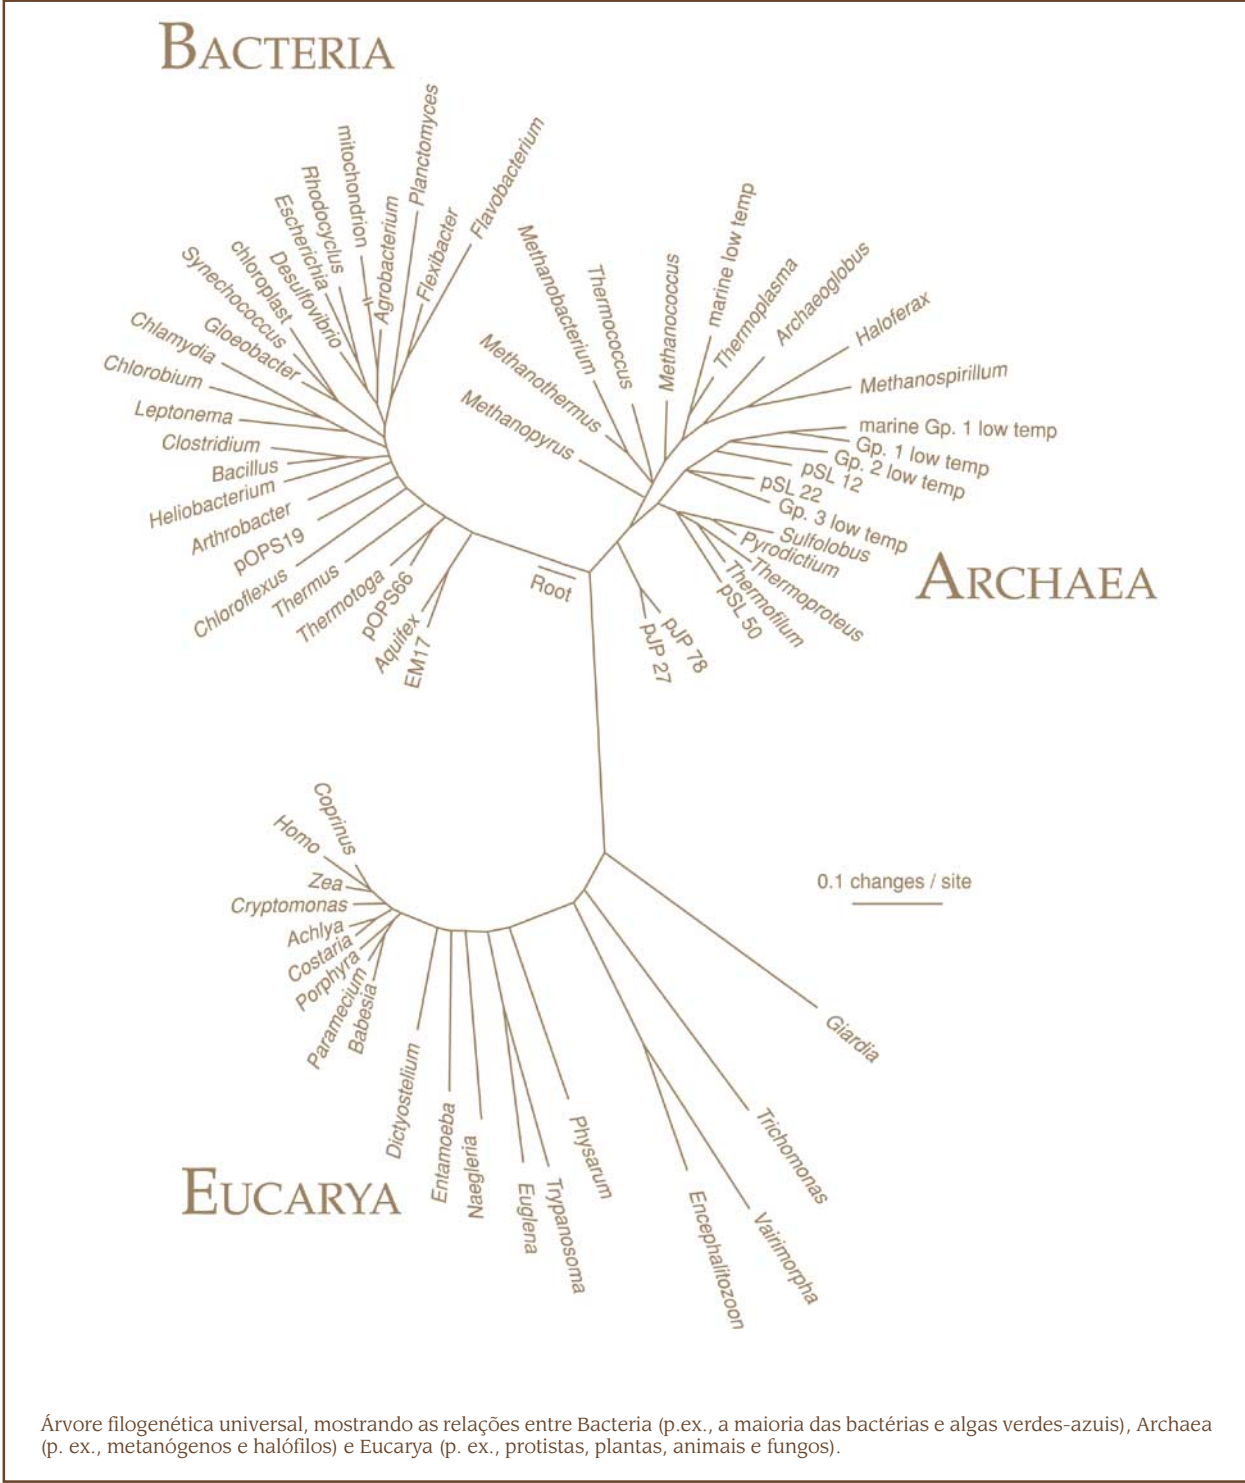 BACTERIA
Planctomyces
Flavobacterium
mitochondrion
Rhodocyclus
Escherichia
Agrobacterium
Flexibacter
Desulfovibrio
chloroplast
Synechococcus
Gloeobacter
Chlamydia
Chlorobium
Leptonema
Clostridium
Bacillus
Heliobacterium
Arthrobacter
pOPS19
Chloroflexus
Thermus
Thermotoga
pOPS66
Aquifex
EM17
Root
Methanopyrus
Methanothermus
Methanobacterium
Thermococcus
Methanococcus
marine low temp
Thermoplasma
Archaeoglobus
Haloferax
Methanospirillum
marine Gp. 1 low temp
Gp. 1 low temp
Gp. 2 low temp
pSL 12
pSL 22
Gp. 3 low temp
Sulfolobus
Pyrodictium
Thermoproteus
Thermofilum
pSL 50
pJP 78
pJP 27
ARCHAEA
Coprinus
Homo
Zea
Cryptomonas
Achlya
Costaria
Porphyra
Paramecium
Babesia
Dictyostelium
Entamoeba
Naegleria
Euglena
Trypanosoma
Physarum
Encephalitozoon
Vairimorpha
Trichomonas
Giardia
0.1 changes / site
EUCARYA
Árvore filogenética universal, mostrando as relações entre Bacteria (p.ex., a maioria das bactérias e algas verdes-azuis), Archaea
(p. ex., metanógenos e halófilos) e Eucarya (p. ex., protistas, plantas, animais e fungos).